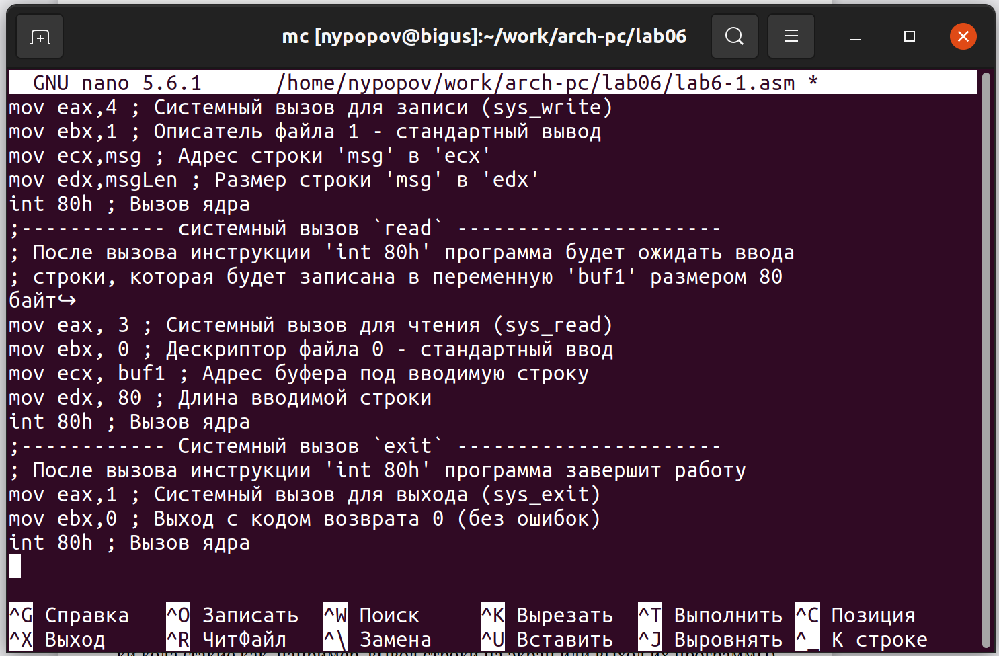 mc [nypopov@bigus]:~/work/arch-pc/lab06
GNU nano 5.6.1 /home/nypopov/work/arch-pc/lab06/lab6-1.asm *
mov eax,4 ; Системный вызов для записи (sys_write)
mov ebx,1 ; Описатель файла 1 - стандартный вывод
mov ecx,msg ; Адрес строки 'msg' в 'ecx'
mov edx,msgLen ; Размер строки 'msg' в 'edx'
int 80h ; Вызов ядра
;------------ системный вызов `read` ----------------------
; После вызова инструкции 'int 80h' программа будет ожидать ввода
; строки, которая будет записана в переменную 'buf1' размером 80
байт↪
mov eax, 3 ; Системный вызов для чтения (sys_read)
mov ebx, 0 ; Дескриптор файла 0 - стандартный ввод
mov ecx, buf1 ; Адрес буфера под вводимую строку
mov edx, 80 ; Длина вводимой строки
int 80h ; Вызов ядра
;------------ Системный вызов `exit` ----------------------
; После вызова инструкции 'int 80h' программа завершит работу
mov eax,1 ; Системный вызов для выхода (sys_exit)
mov ebx,0 ; Выход с кодом возврата 0 (без ошибок)
int 80h ; Вызов ядра
^G Справка ^O Записать ^W Поиск ^K Вырезать ^T Выполнить ^C Позиция
^X Выход ^R ЧитФайл ^\ Замена ^U Вставить ^J Выровнять ^_ К строке